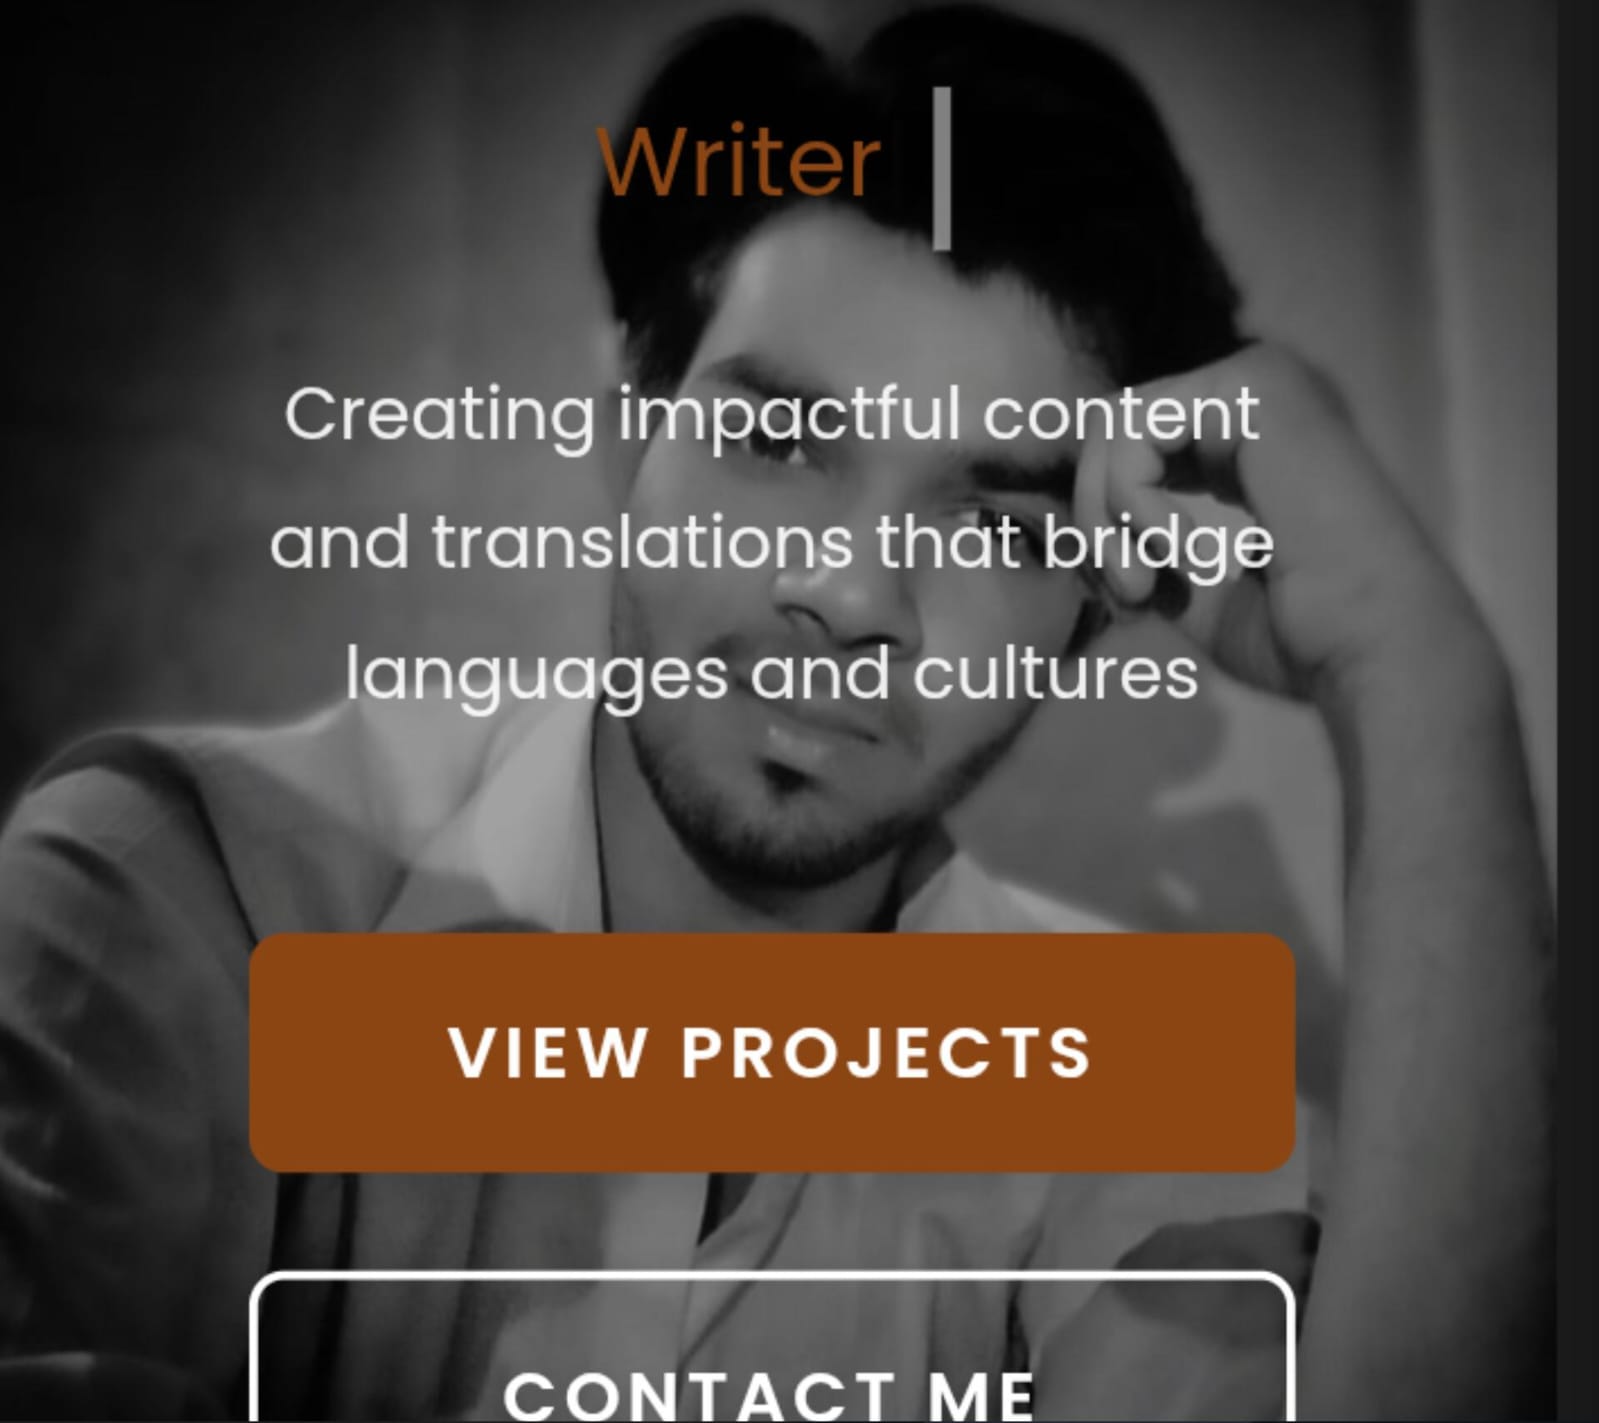 Writer
Creating impactful content
and translations that bridge
languages and cultures
VIEW PROJECTS
CONTACT ME